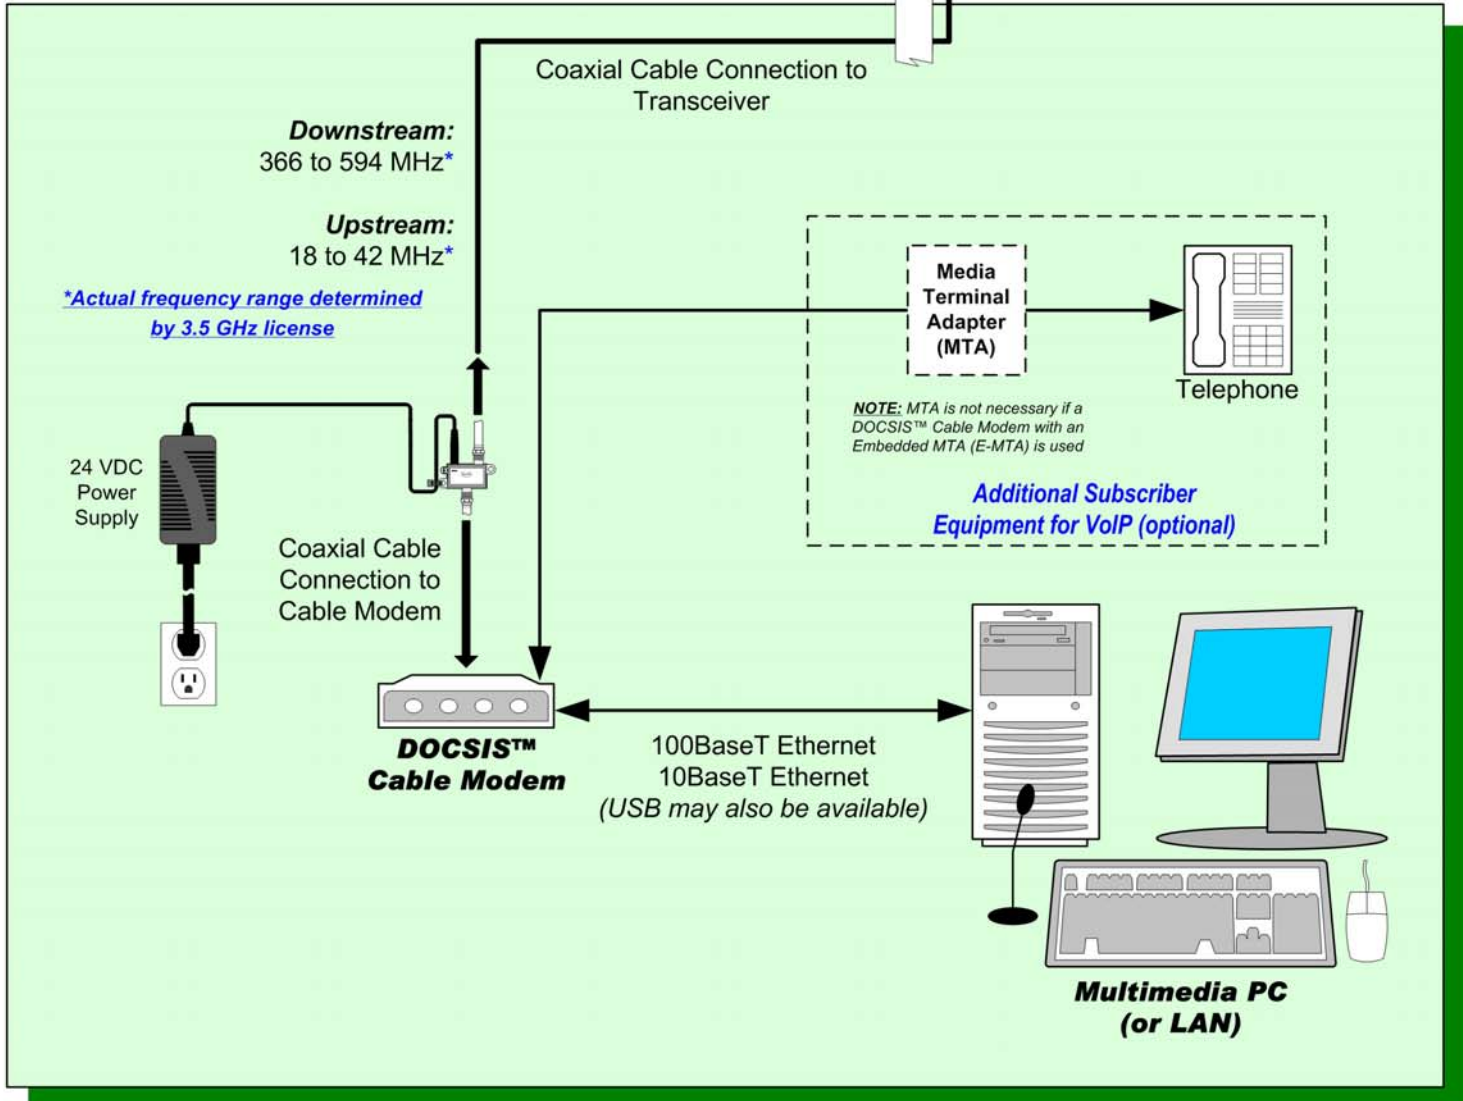 Coaxial Cable Connection to
Transceiver
Downstream:
366 to 594 MHz*
Upstream:
18 to 42 MHz*
*Actual frequency range determined
by 3.5 GHz license
Media
Terminal
Adapter
(MTA)
Telephone
NOTE: MTA is not necessary if a
DOCSIS™ Cable Modem with an
Embedded MTA (E-MTA) is used
Additional Subscriber
Equipment for VoIP (optional)
24 VDC
Power
Supply
Coaxial Cable
Connection to
Cable Modem
DOCSIS™
Cable Modem
100BaseT Ethernet
10BaseT Ethernet
(USB may also be available)
Multimedia PC
(or LAN)